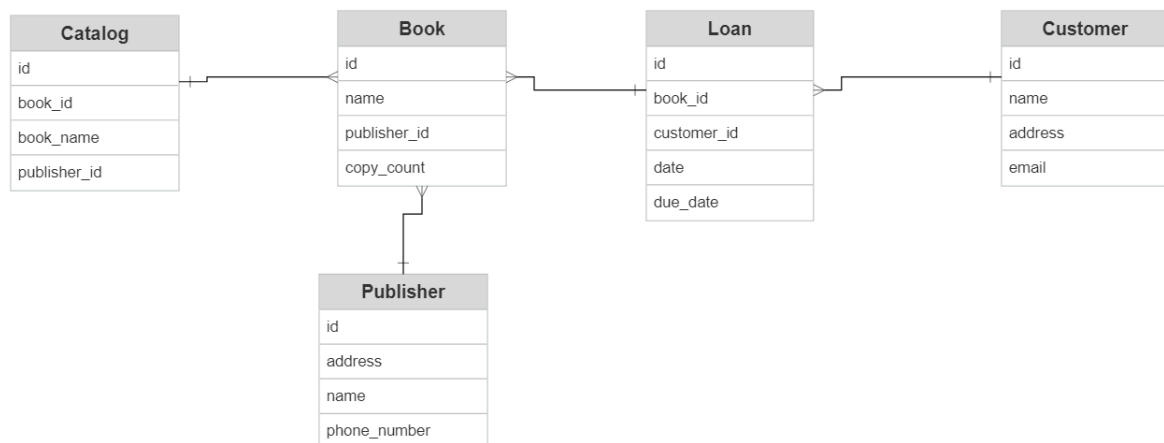 Catalog
id
book_id
book_name
publisher_id
Book
id
name
publisher_id
copy_count
Loan
id
book_id
customer_id
date
due_date
Customer
id
name
address
email
Publisher
id
address
name
phone_number